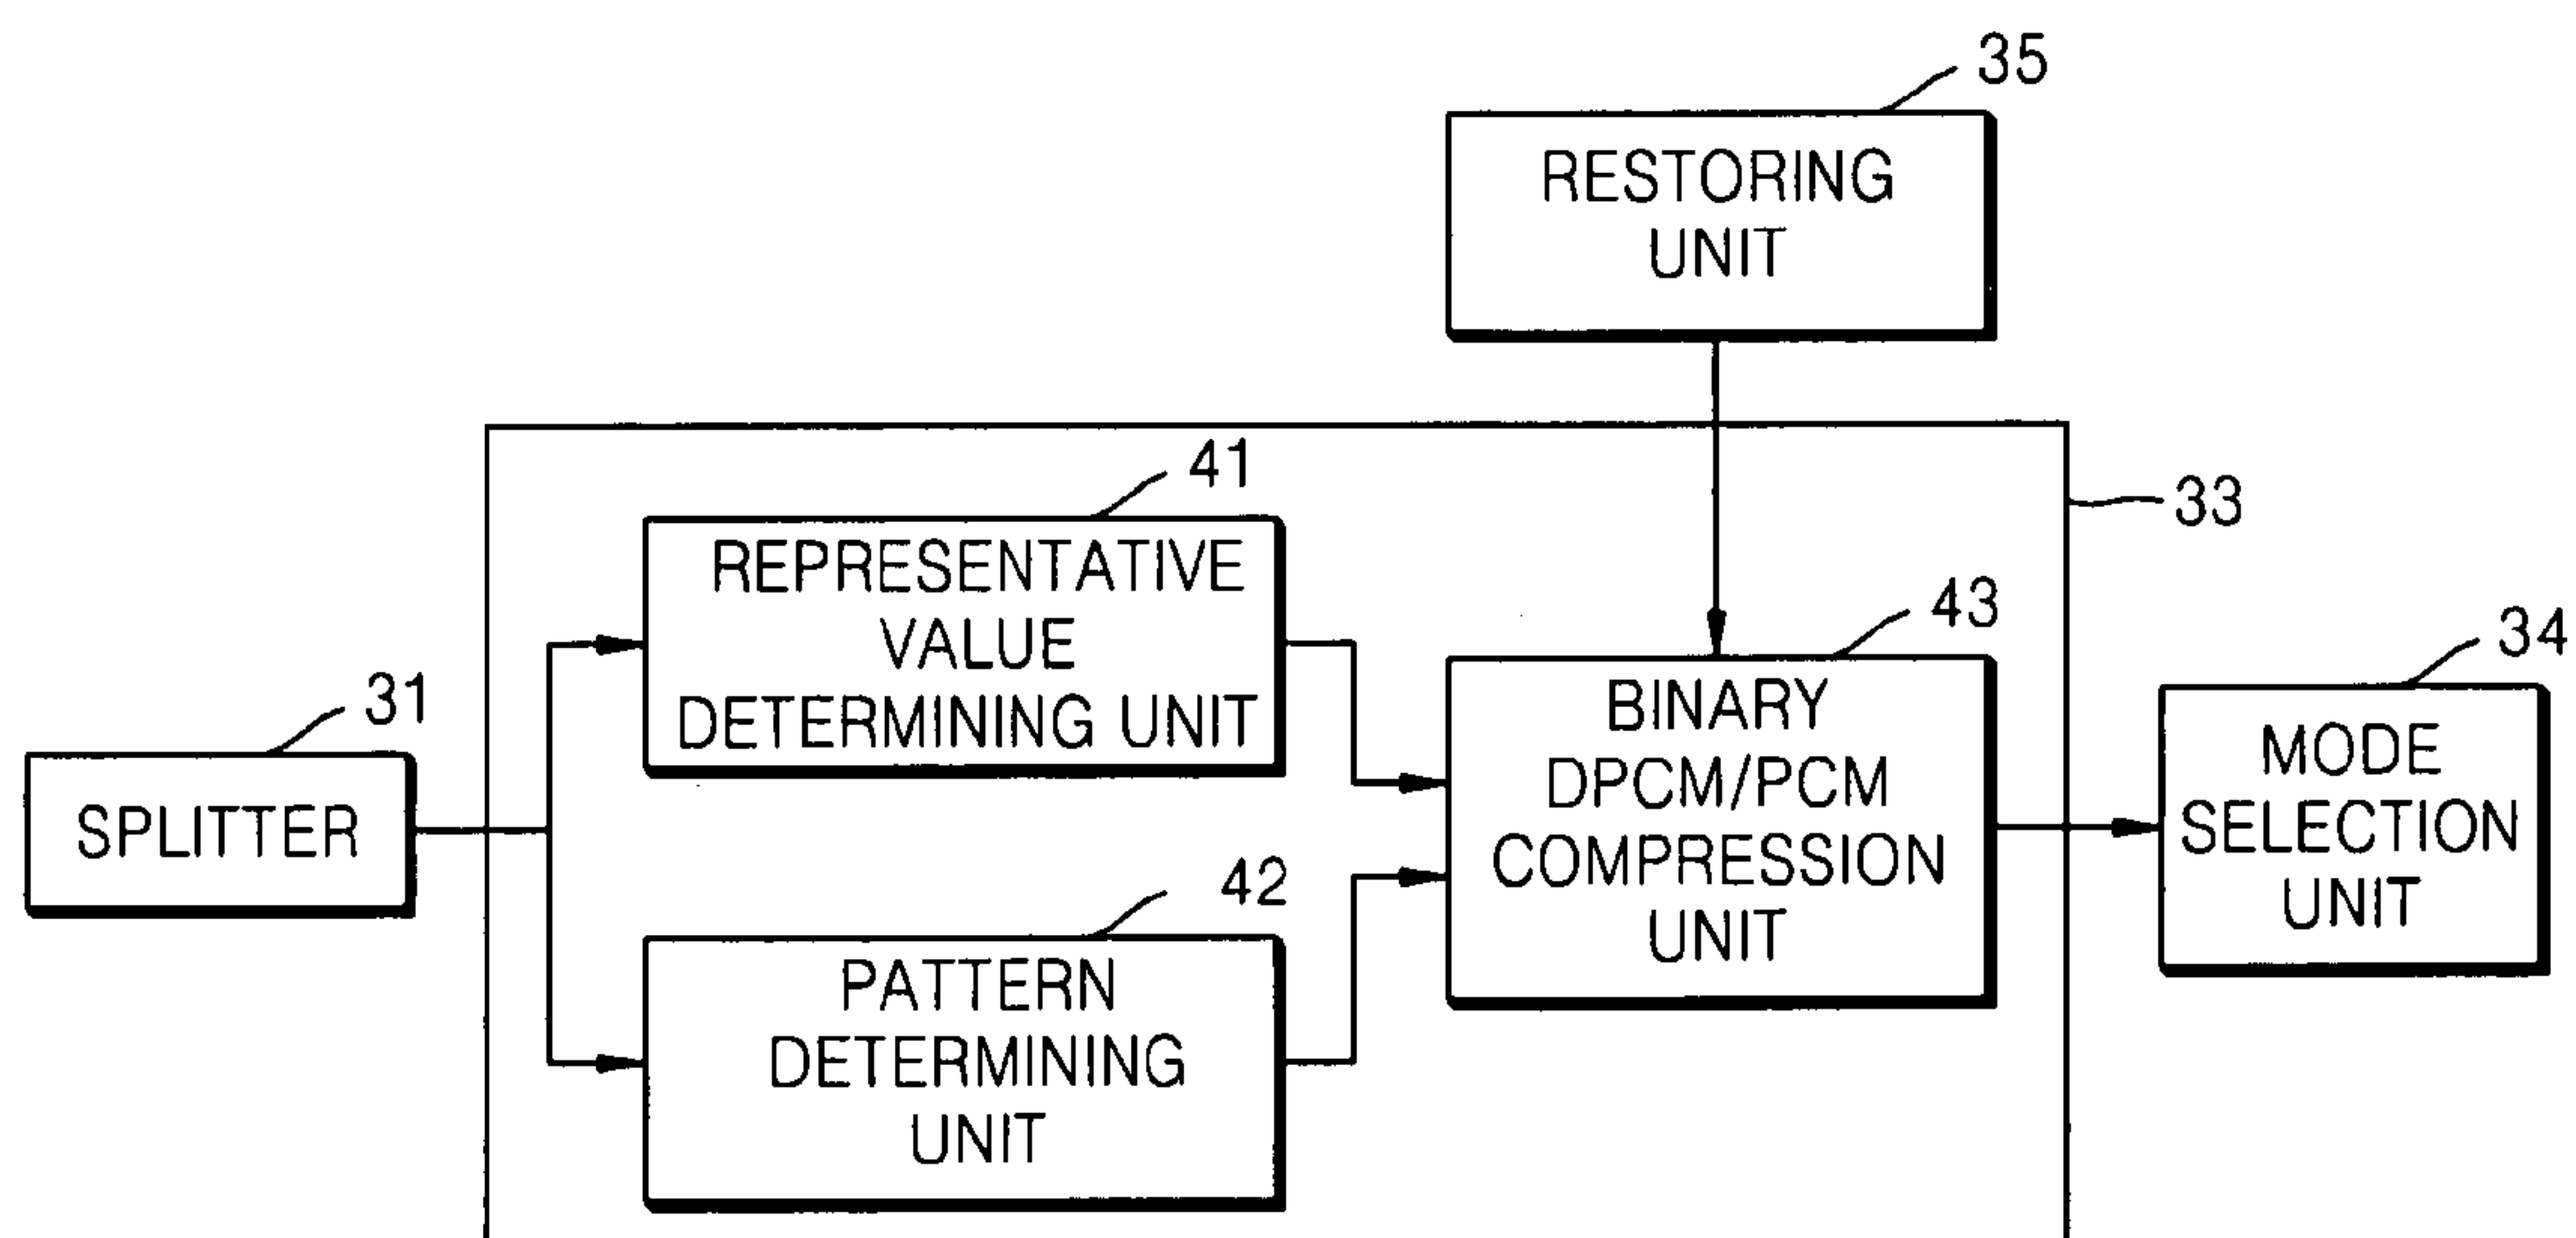 35
RESTORING
UNIT
33
41
REPRESENTATIVE
VALUE
DETERMINING UNIT
31
SPLITTER
42
PATTERN
DETERMINING
UNIT
43
BINARY
DPCM/PCM
COMPRESSION
UNIT
34
MODE
SELECTION
UNIT